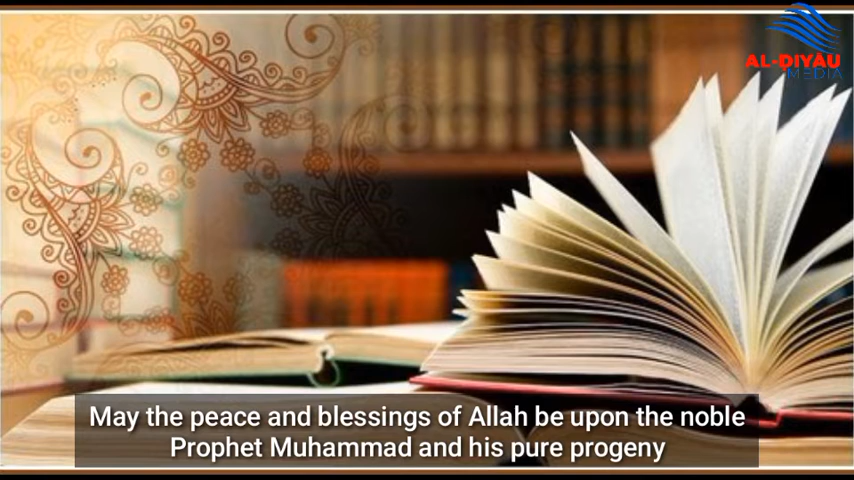 AL-ḌIYĀU
MEDIA
May the peace and blessings of Allah be upon the noble
Prophet Muhammad and his pure progeny